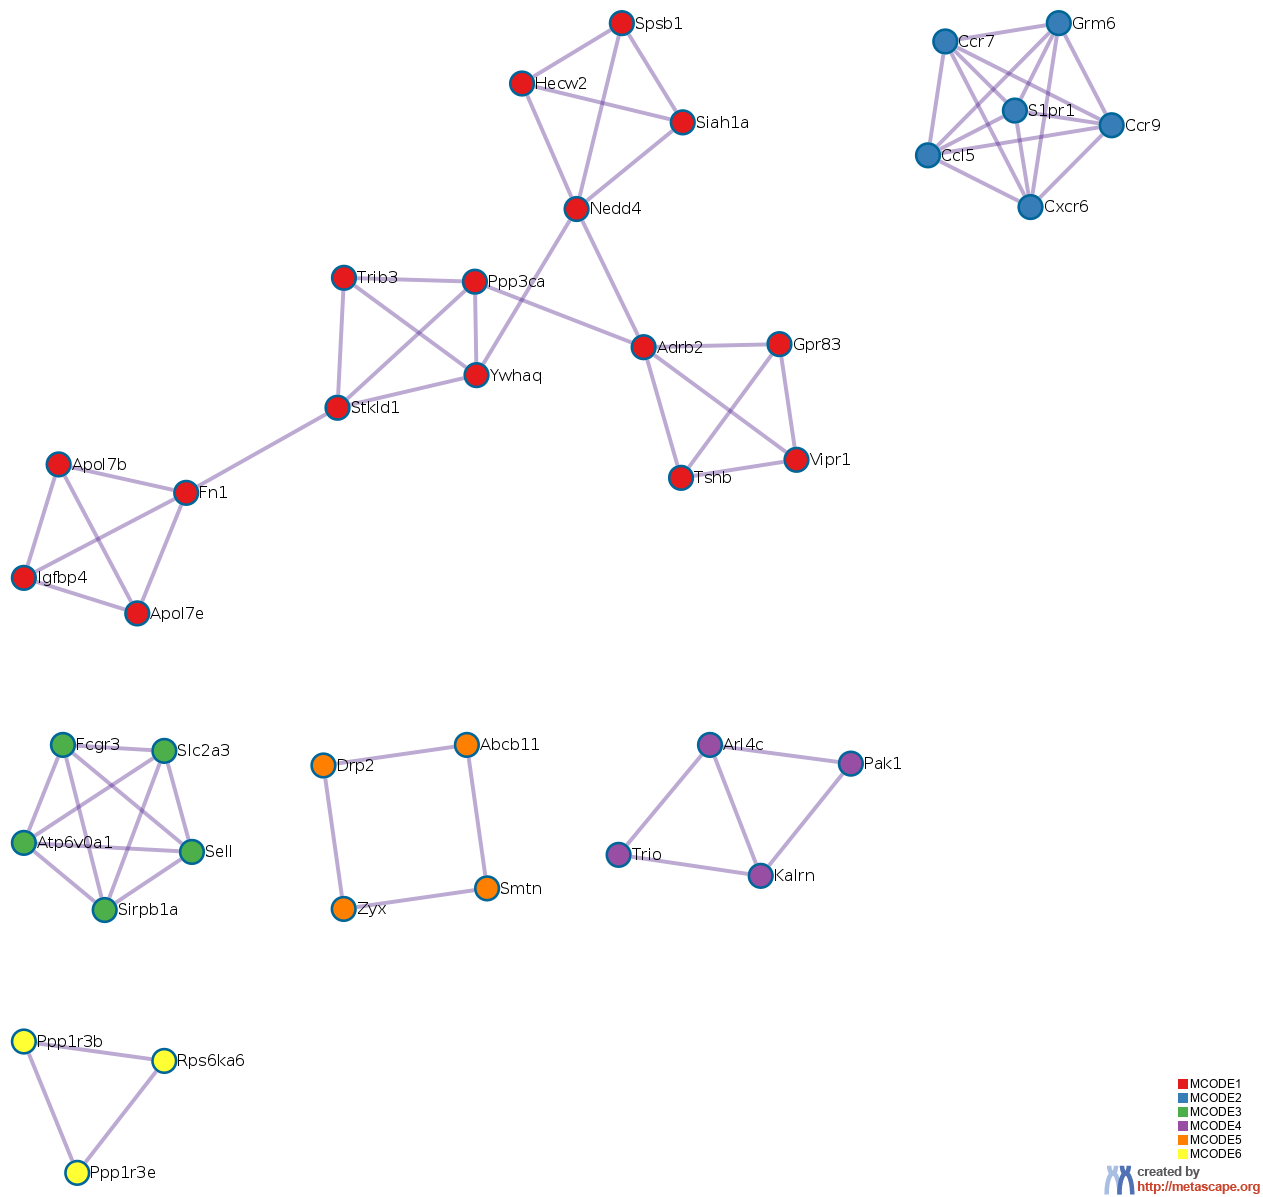 Spsb1
Grm6
Ccr7
Hecw2
S1pr1
Siah1a
Ccr9
Ccl5
Nedd4
Cxcr6
Trib3
Ppp3ca
Adrb2
Gpr83
Ywhaq
Stkld1
Vipr1
Tshb
Apol7b
Fn1
Igfbp4
Apol7e
Fcgr3
Slc2a3
Atp6v0a1
Sell
Sirpb1a
Abcb11
Drp2
Smtn
Zyx
Arl4c
Pak1
Trio
Kalrn
Ppp1r3b
Rps6ka6
Ppp1r3e
MCODE1
MCODE2
MCODE3
MCODE4
MCODE5
MCODE6
created by
http://metascape.org